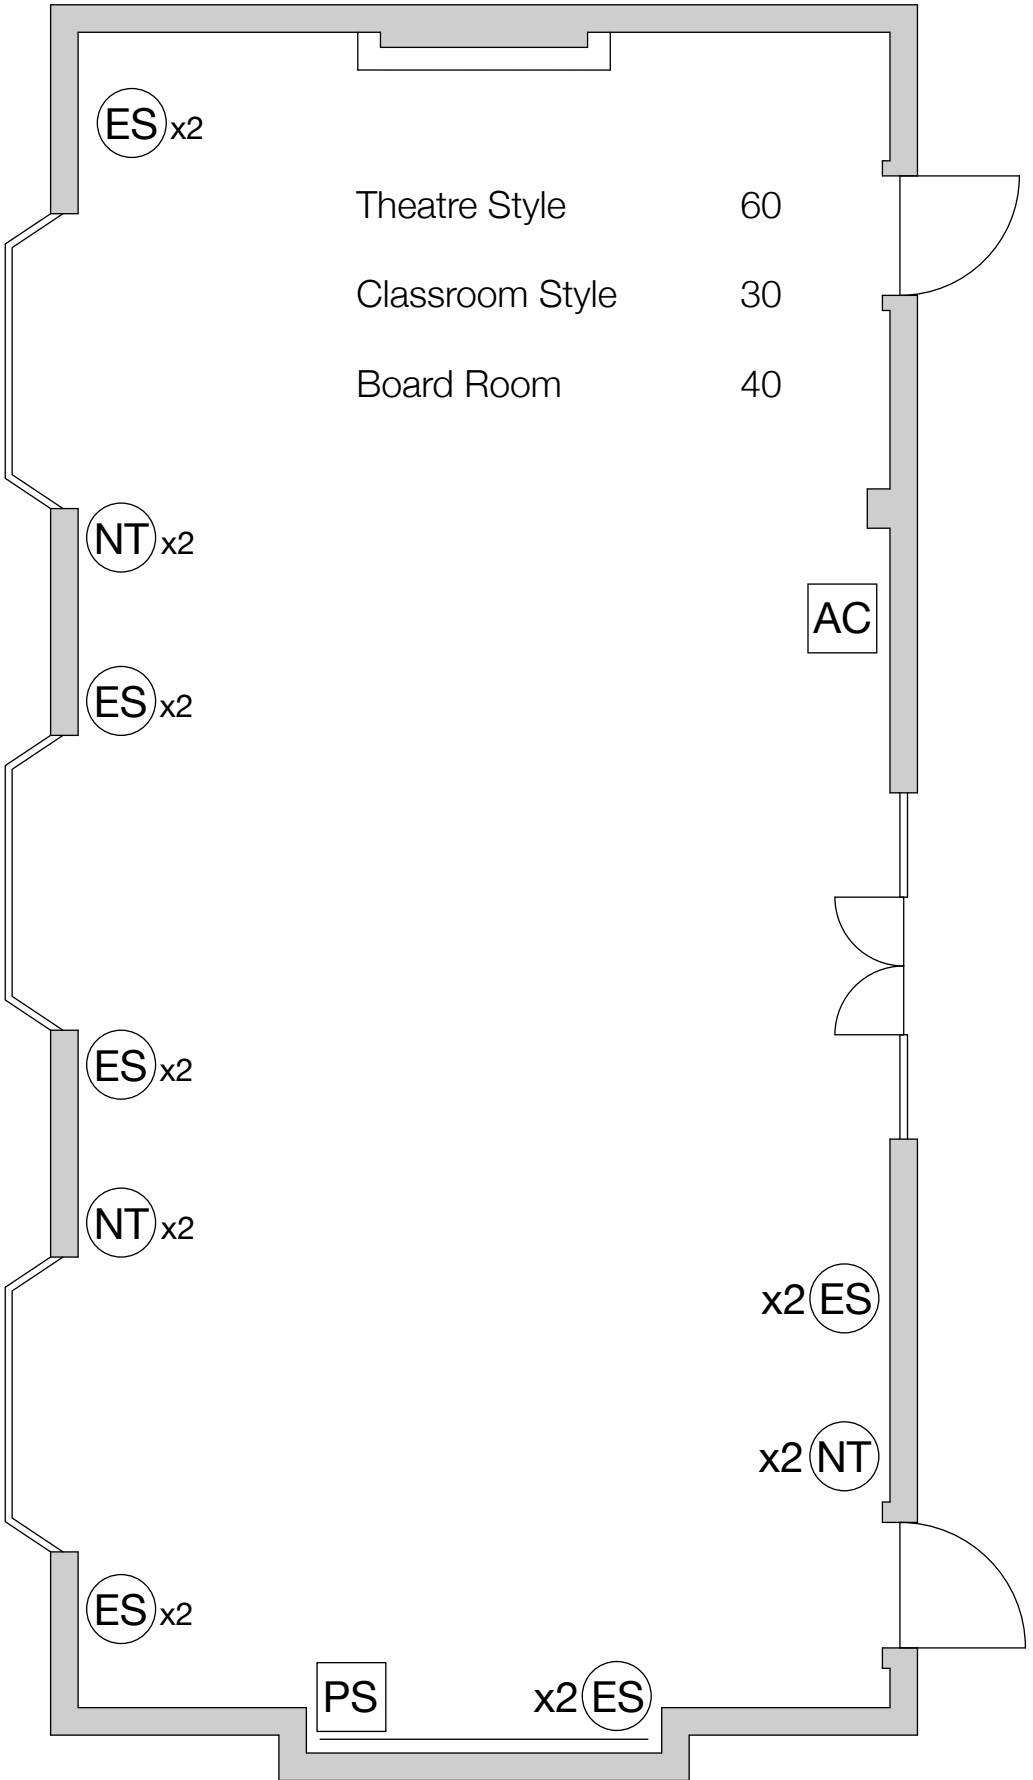 ES x2
Theatre Style 60
Classroom Style 30
Board Room 40
NT x2
AC
ES x2
ES x2
NT x2
x2 ES
x2 NT
ES x2
PS
x2 ES